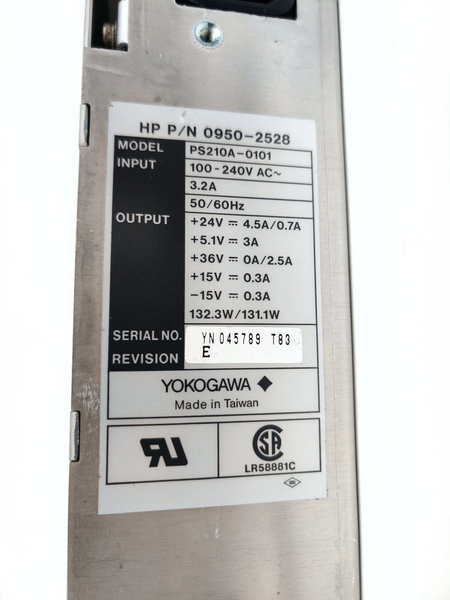 HP P/N 0950-2528
MODEL PS210A-0101
INPUT 100-240V AC~
3.2A
50/60Hz
OUTPUT +24V ⎓ 4.5A/0.7A
+5.1V ⎓ 3A
+36V ⎓ 0A/2.5A
+15V ⎓ 0.3A
-15V ⎓ 0.3A
132.3W/131.1W
SERIAL NO. YN 045789 T83
REVISION E
YOKOGAWA
Made in Taiwan
UR SA
LR58881C